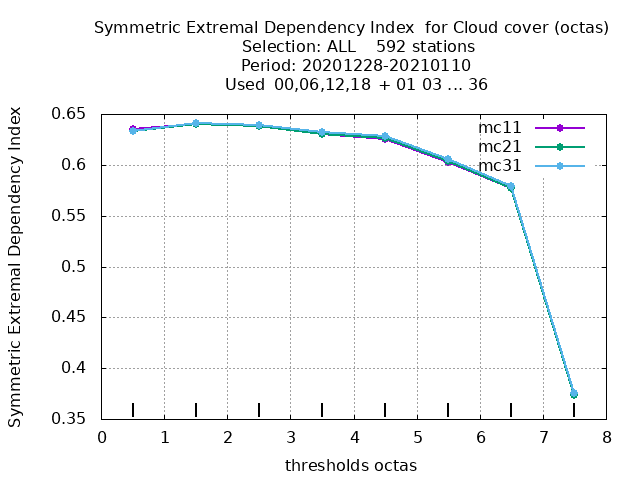 Symmetric Extremal Dependency Index for Cloud cover (octas)
Selection: ALL 592 stations
Period: 20201228-20210110
Used 00,06,12,18 + 01 03 ... 36
Symmetric Extremal Dependency Index
0.65
0.6
0.55
0.5
0.45
0.4
0.35
mc11
mc21
mc31
0 1 2 3 4 5 6 7 8
thresholds octas